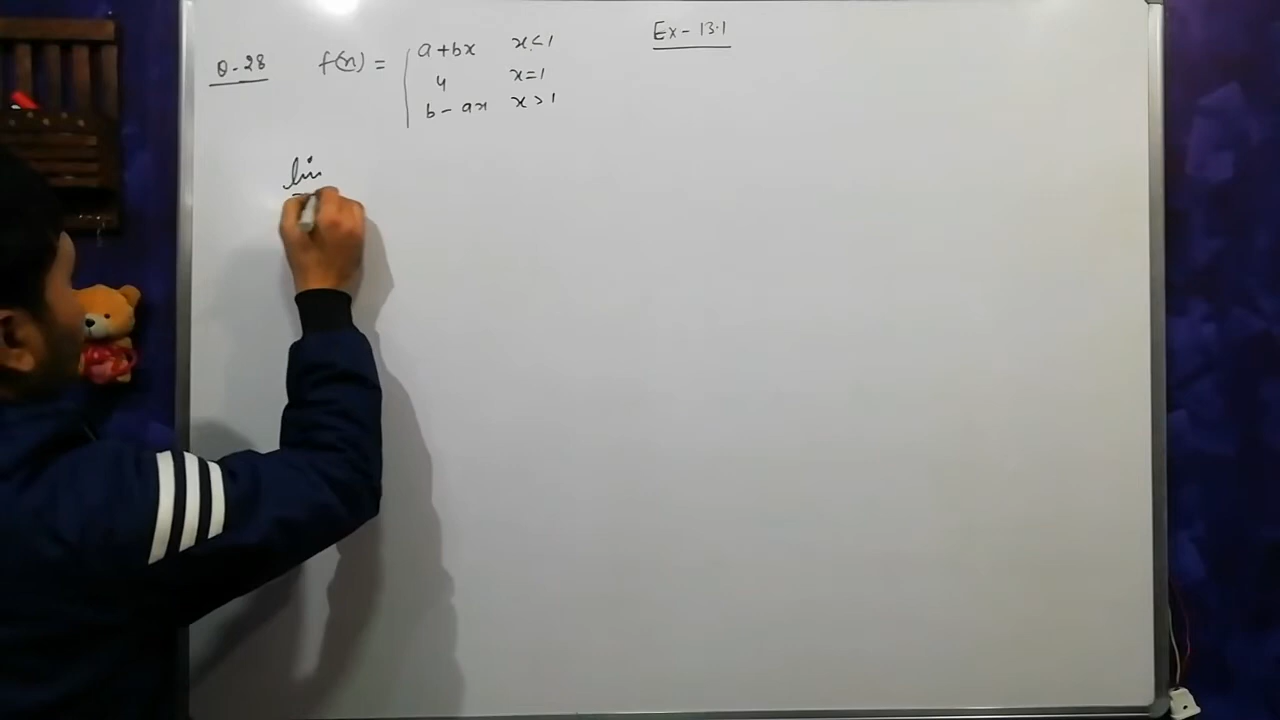 Ex - 13.1
Q-28 f(x) = a + bx x < 1
4 x = 1
b - ax x > 1
lim